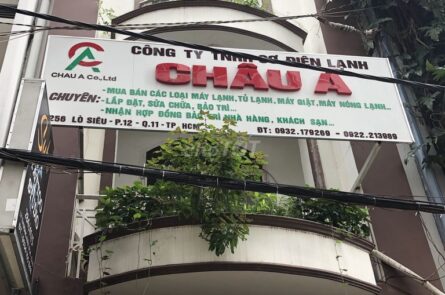 CÔNG TY TNHH CƠ ĐIỆN LẠNH
CHÂU A
CHAU A Co.,Ltd
CHUYÊN:
- MUA BÁN CÁC LOẠI MÁY LẠNH, TỦ LẠNH, MÁY GIẶT, MÁY NÓNG LẠNH...
- LẮP ĐẶT, SỬA CHỮA, BẢO TRÌ...
- NHẬN HỢP ĐỒNG BẢO TRÌ NHÀ HÀNG, KHÁCH SẠN...
256 LÒ SIÊU - P.12 - Q.11 - TP HCM
ĐT: 0932.179269 - 0922.213989